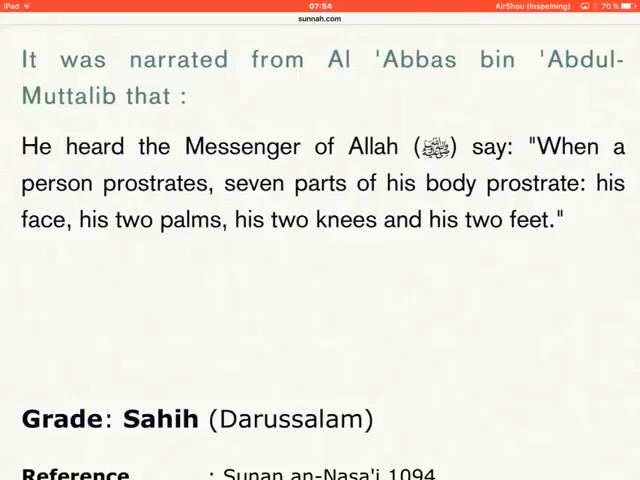 iPad 07:54 AirShou (Inspelning) 70 %
sunnah.com
It was narrated from Al 'Abbas bin 'Abdul-
Muttalib that :
He heard the Messenger of Allah (ﷺ) say: "When a
person prostrates, seven parts of his body prostrate: his
face, his two palms, his two knees and his two feet."
Grade: Sahih (Darussalam)
Reference : Sunan an-Nasa'i 1094